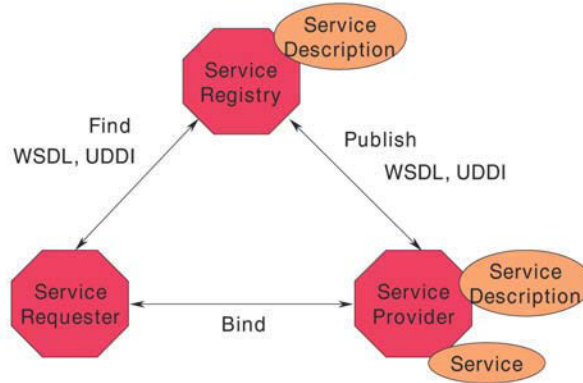 Service
Description
Service
Registry
Find
WSDL, UDDI
Publish
WSDL, UDDI
Service
Requester
Bind
Service
Provider
Service
Description
Service